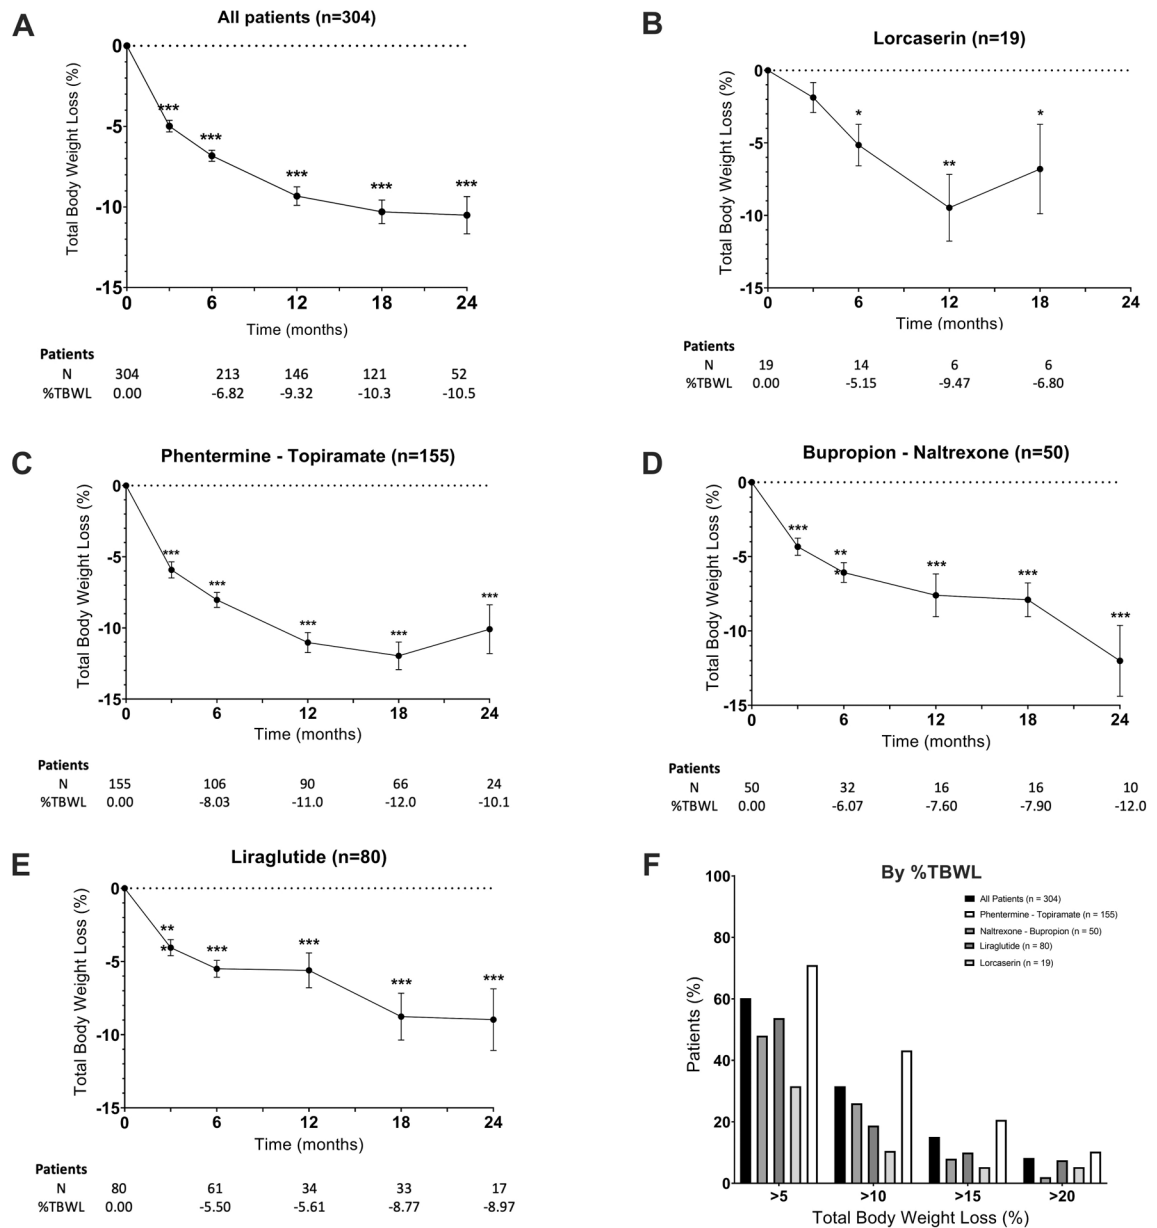 A
All patients (n=304)
Total Body Weight Loss (%)
0
-5
-10
-15
***
***
***
***
***
0 6 12 18 24
Time (months)
Patients
N 304 213 146 121 52
%TBWL 0.00 -6.82 -9.32 -10.3 -10.5
B
Lorcaserin (n=19)
Total Body Weight Loss (%)
0
-5
-10
-15
*
**
*
0 6 12 18 24
Time (months)
Patients
N 19 14 6 6
%TBWL 0.00 -5.15 -9.47 -6.80
C
Phentermine - Topiramate (n=155)
Total Body Weight Loss (%)
0
-5
-10
-15
***
***
***
***
***
0 6 12 18 24
Time (months)
Patients
N 155 106 90 66 24
%TBWL 0.00 -8.03 -11.0 -12.0 -10.1
D
Bupropion - Naltrexone (n=50)
Total Body Weight Loss (%)
0
-5
-10
-15
***
**
*
***
***
***
0 6 12 18 24
Time (months)
Patients
N 50 32 16 16 10
%TBWL 0.00 -6.07 -7.60 -7.90 -12.0
E
Liraglutide (n=80)
Total Body Weight Loss (%)
0
-5
-10
-15
**
*
***
***
***
***
0 6 12 18 24
Time (months)
Patients
N 80 61 34 33 17
%TBWL 0.00 -5.50 -5.61 -8.77 -8.97
F
By %TBWL
Patients (%)
100
80
60
40
20
0
All Patients (n = 304)
Phentermine - Topiramate (n = 155)
Naltrexone - Bupropion (n = 50)
Liraglutide (n = 80)
Lorcaserin (n = 19)
>5 >10 >15 >20
Total Body Weight Loss (%)